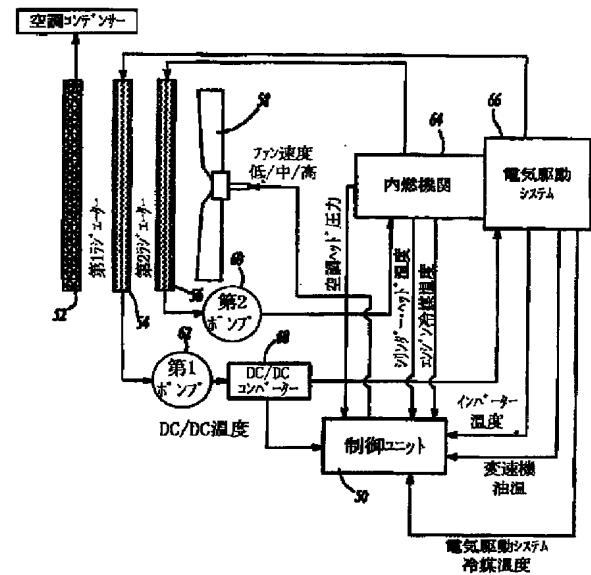 空調コンデンサー
58
66
64
ファン速度
低/中/高
内燃機関
電気駆動
システム
第1ラジエーター
第2ラジエーター
52
54
56
第2
ポンプ
空調ヘッド圧力
シリンダー・ヘッド温度
エンジン冷媒温度
62
68
第1
ポンプ
DC/DC
コンバーター
DC/DC温度
インバーター
温度
制御ユニット
50
変速機
油温
電気駆動システム
冷媒温度